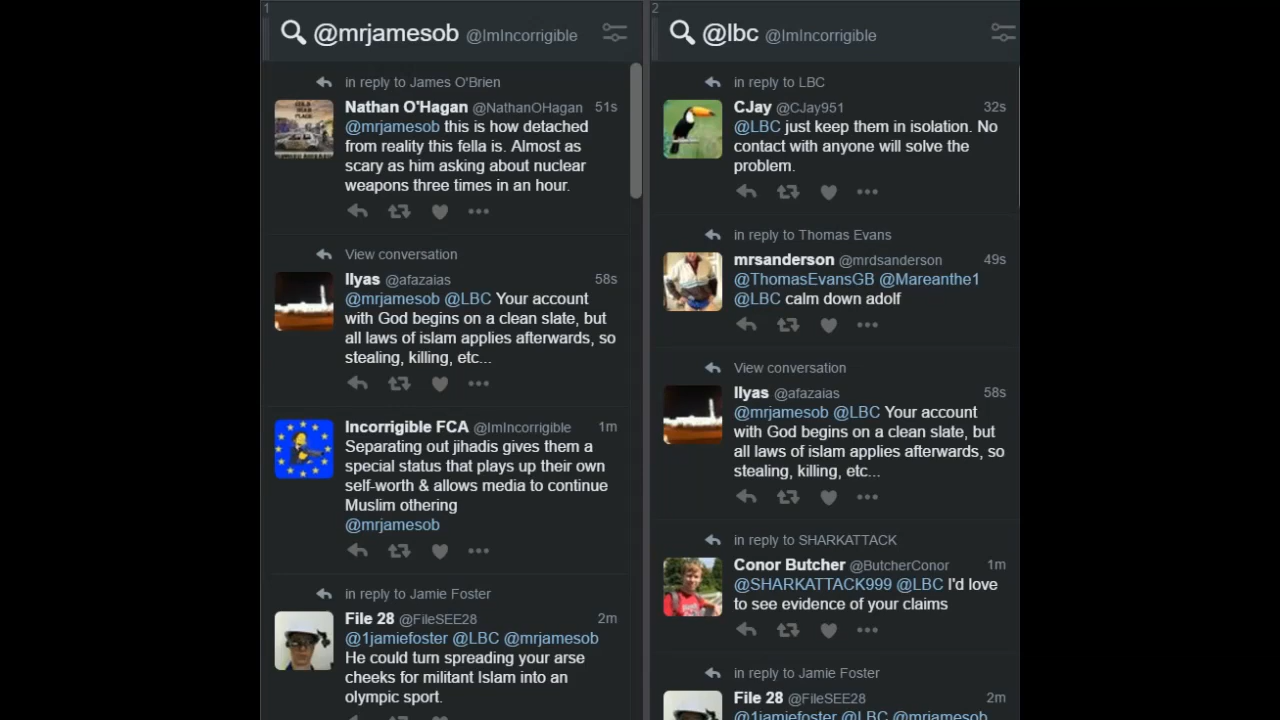 1
@mrjamesob @ImIncorrigible
in reply to James O'Brien
Nathan O'Hagan @NathanOHagan 51s
@mrjamesob this is how detached
from reality this fella is. Almost as
scary as him asking about nuclear
weapons three times in an hour.
View conversation
Ilyas @afazaias 58s
@mrjamesob @LBC Your account
with God begins on a clean slate, but
all laws of islam applies afterwards, so
stealing, killing, etc...
Incorrigible FCA @ImIncorrigible 1m
Separating out jihadis gives them a
special status that plays up their own
self-worth & allows media to continue
Muslim othering
@mrjamesob
in reply to Jamie Foster
File 28 @FileSEE28 2m
@1jamiefoster @LBC @mrjamesob
He could turn spreading your arse
cheeks for militant Islam into an
olympic sport.
2
@lbc @ImIncorrigible
in reply to LBC
CJay @CJay951 32s
@LBC just keep them in isolation. No
contact with anyone will solve the
problem.
in reply to Thomas Evans
mrsanderson @mrdsanderson 49s
@ThomasEvansGB @Mareanthe1
@LBC calm down adolf
View conversation
Ilyas @afazaias 58s
@mrjamesob @LBC Your account
with God begins on a clean slate, but
all laws of islam applies afterwards, so
stealing, killing, etc...
in reply to SHARKATTACK
Conor Butcher @ButcherConor 1m
@SHARKATTACK999 @LBC I'd love
to see evidence of your claims
in reply to Jamie Foster
File 28 @FileSEE28 2m
@1jamiefoster @LBC @mrjamesob